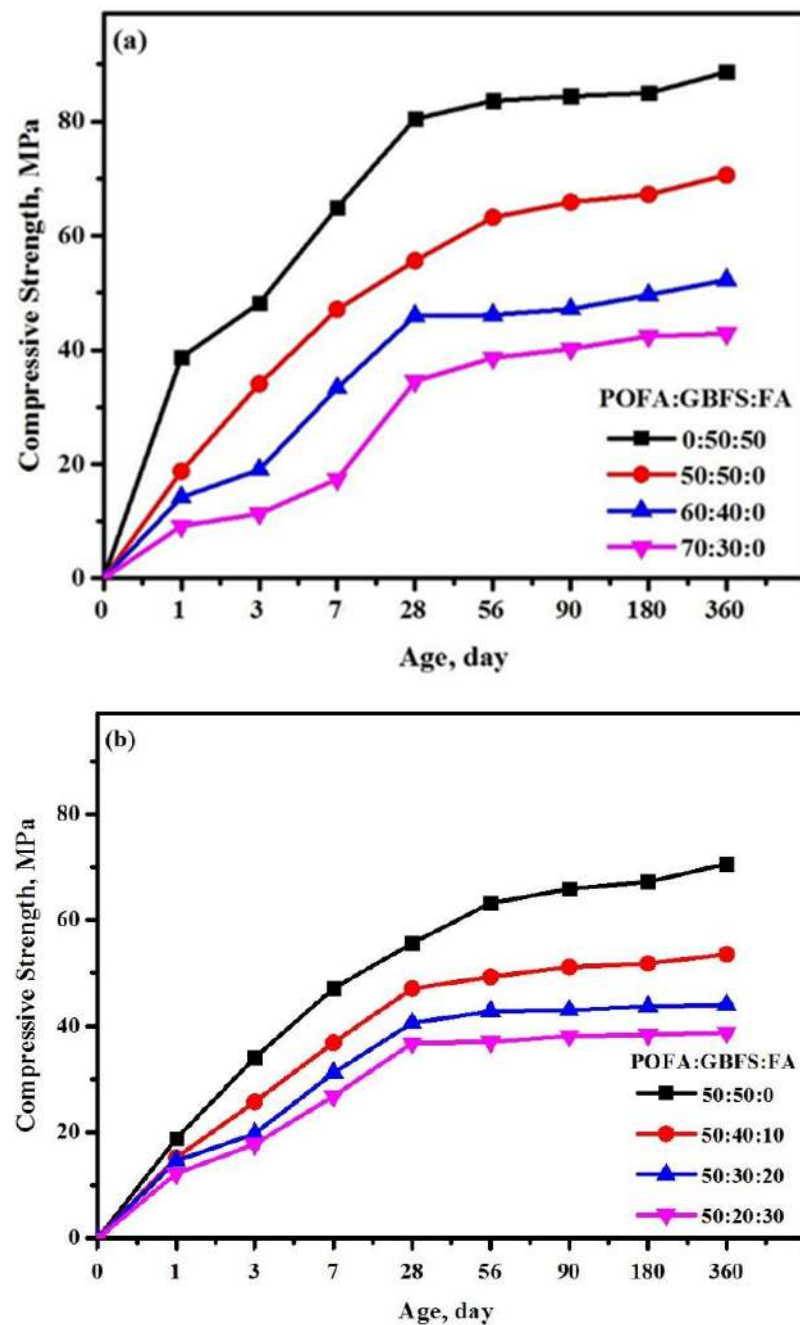 (a)
80
60
40
20
0
Compressive Strength, MPa
POFA:GBFS:FA
0:50:50
50:50:0
60:40:0
70:30:0
0 1 3 7 28 56 90 180 360
Age, day
(b)
80
60
40
20
0
Compressive Strength, MPa
POFA:GBFS:FA
50:50:0
50:40:10
50:30:20
50:20:30
0 1 3 7 28 56 90 180 360
Age, day